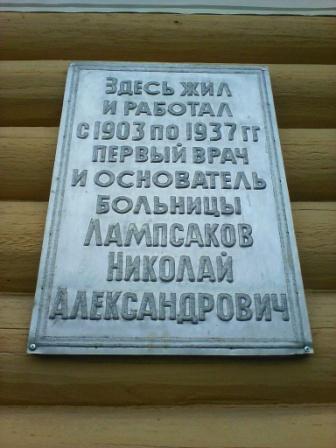 Здесь жил
и работал
с 1903 по 1937 гг
первый врач
и основатель
больницы
Лампсаков
Николай
Александрович